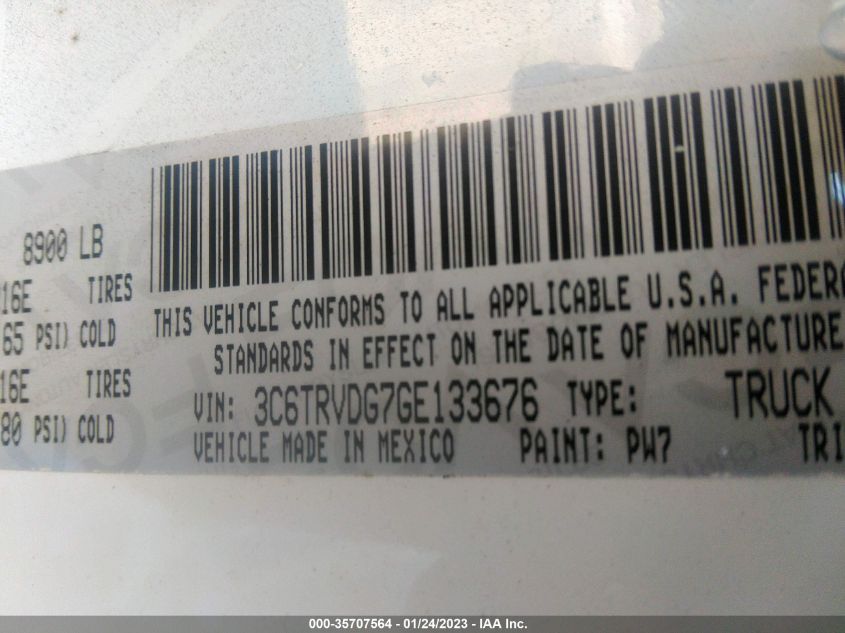 8900 LB
16E TIRES
65 PSI) COLD
16E TIRES
80 PSI) COLD
THIS VEHICLE CONFORMS TO ALL APPLICABLE U.S.A. FEDERA
STANDARDS IN EFFECT ON THE DATE OF MANUFACTURE
VIN: 3C6TRVDG7GE133676 TYPE: TRUCK
VEHICLE MADE IN MEXICO PAINT: PW7 TRI
000-35707564 - 01/24/2023 - IAA Inc.